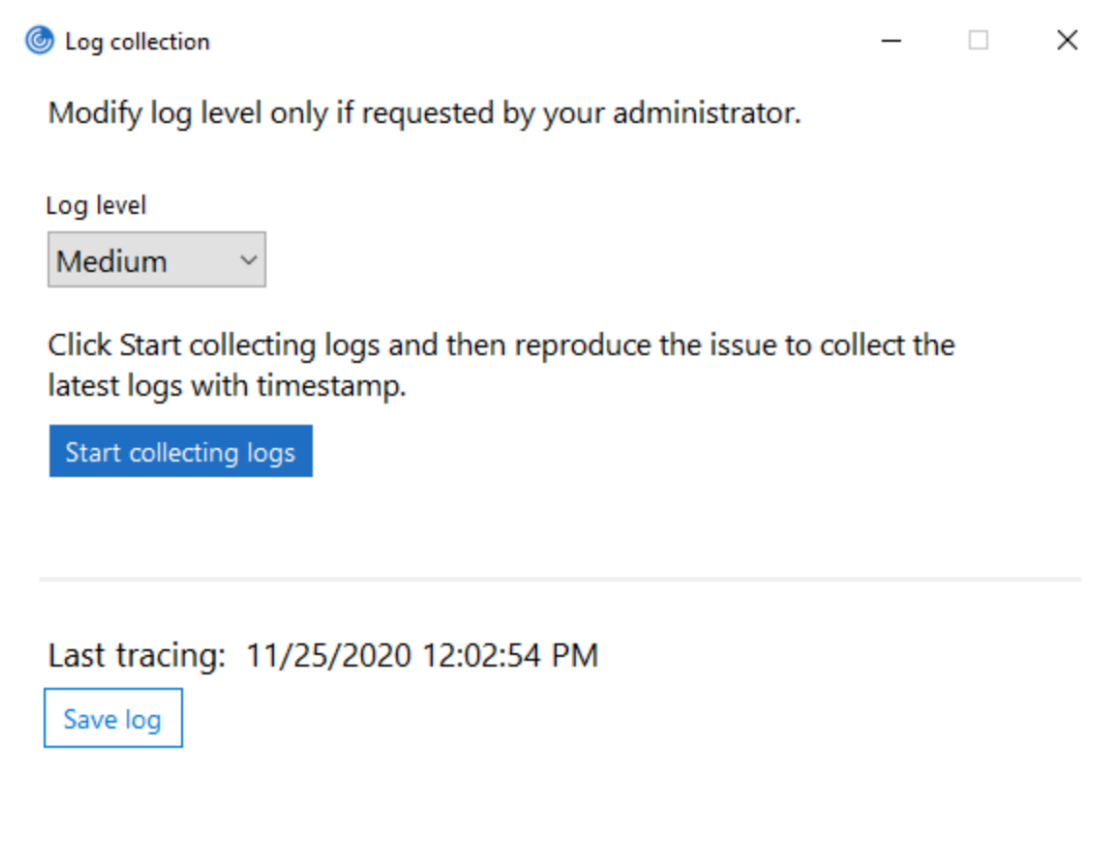 Log collection
Modify log level only if requested by your administrator.
Log level
Medium
Click Start collecting logs and then reproduce the issue to collect the
latest logs with timestamp.
Start collecting logs
Last tracing: 11/25/2020 12:02:54 PM
Save log